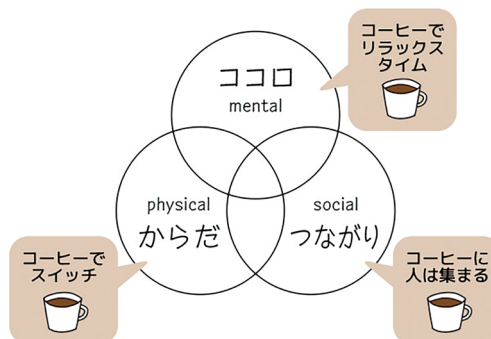 コーヒーで
リラックス
タイム
ココロ
mental
physical
からだ
social
つながり
コーヒーで
スイッチ
コーヒーに
人は集まる